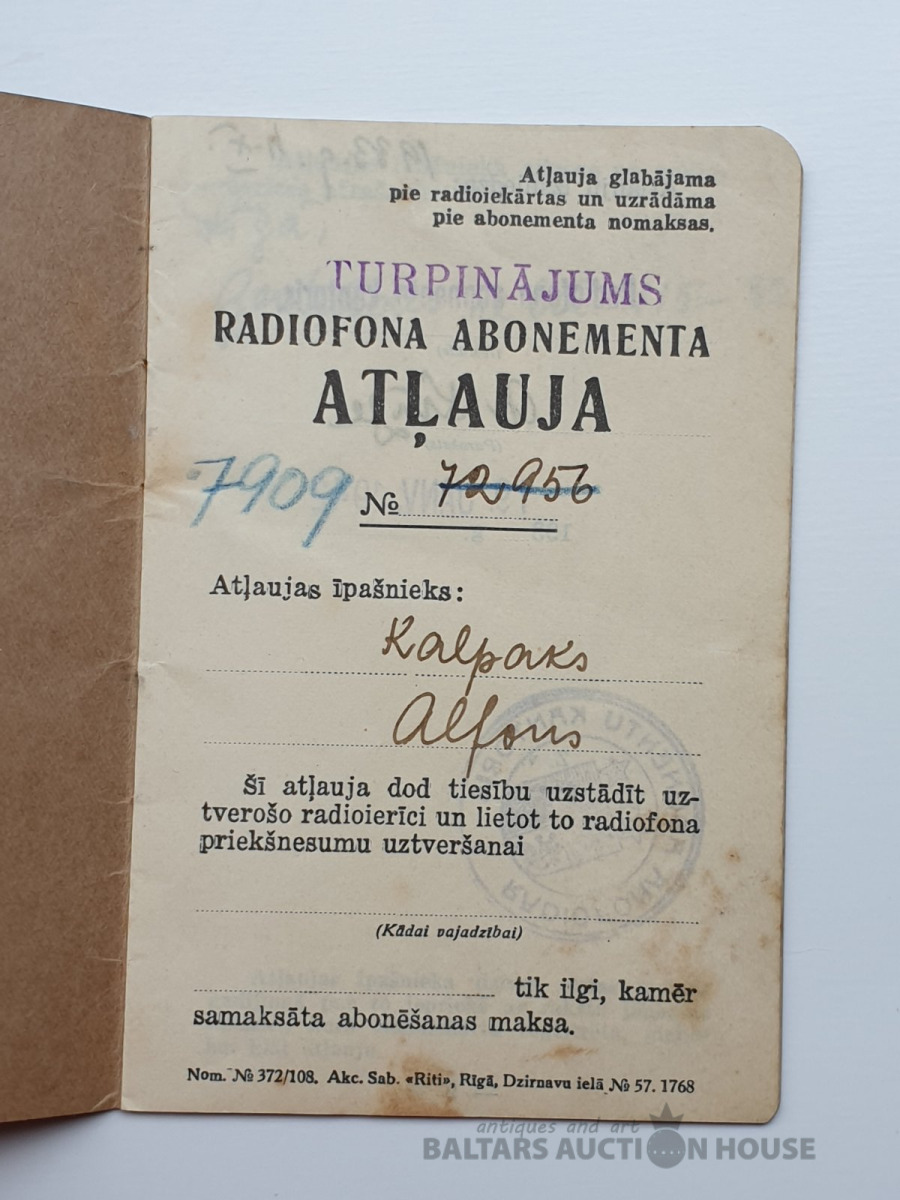 Atļauja glabājama
pie radioiekārtas un uzrādāma
pie abonementa nomaksas.
TURPINĀJUMS
RADIOFONA ABONEMENTA
ATĻAUJA
7909 № 72956
Atļaujas īpašnieks:
Kalpaks
Alfons
Šī atļauja dod tiesību uzstādīt uz-
tverošo radioierīci un lietot to radiofona
priekšnesumu uztveršanai
(Kādai vajadzībai)
tik ilgi, kamēr
samaksāta abonēšanas maksa.
Nom. № 372/108. Akc. Sab. «Riti», Rīgā, Dzirnavu ielā № 57. 1768
antiques and art
BALTARS AUCTION HOUSE